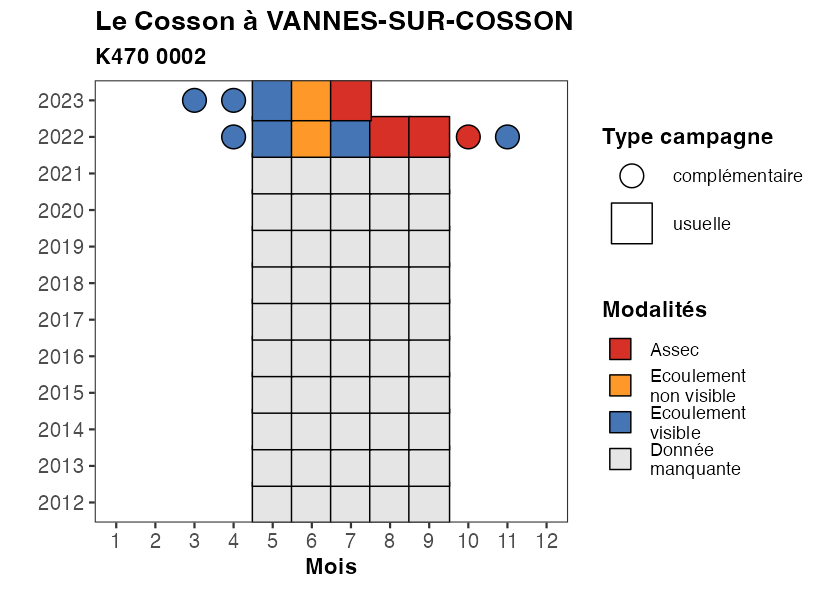 Le Cosson à VANNES-SUR-COSSON
K470 0002
2023
2022
2021
2020
2019
2018
2017
2016
2015
2014
2013
2012
1 2 3 4 5 6 7 8 9 10 11 12
Mois
Type campagne
complémentaire
usuelle
Modalités
Assec
Ecoulement
non visible
Ecoulement
visible
Donnée
manquante